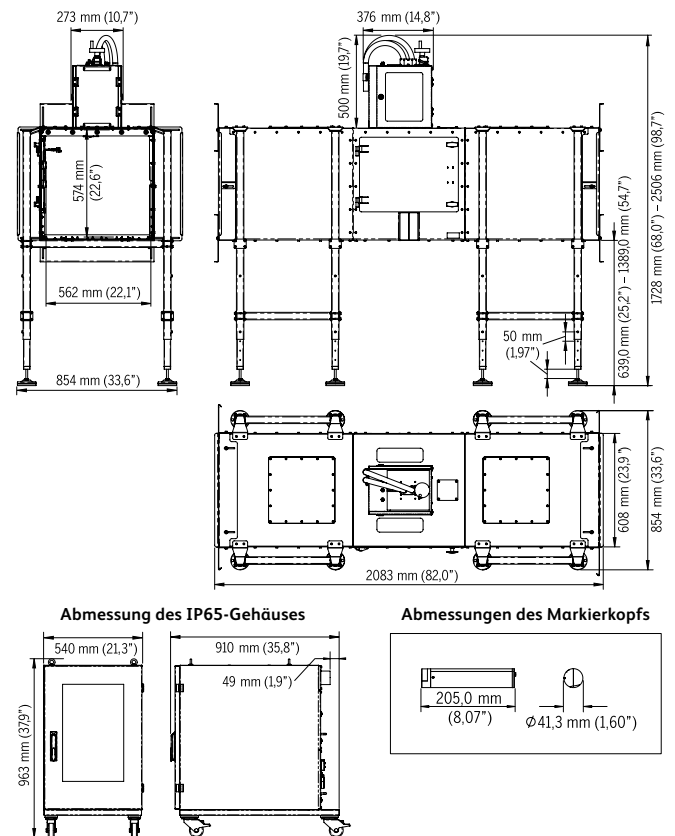 273 mm (10,7”)
376 mm (14,8”)
500 mm (19,7”)
574 mm
(22,6”)
562 mm (22,1”)
854 mm (33,6”)
50 mm
(1,97”)
639,0 mm (25,2”) – 1389,0 mm (54,7”)
1728 mm (68,0”) – 2506 mm (98,7”)
608 mm (23,9”)
854 mm (33,6”)
2083 mm (82,0”)
Abmessung des IP65-Gehäuses
540 mm (21,3”)
910 mm (35,8”)
49 mm (1,9”)
963 mm (37,9”)
Abmessungen des Markierkopfs
205,0 mm
(8,07”)
Ø41,3 mm (1,60”)